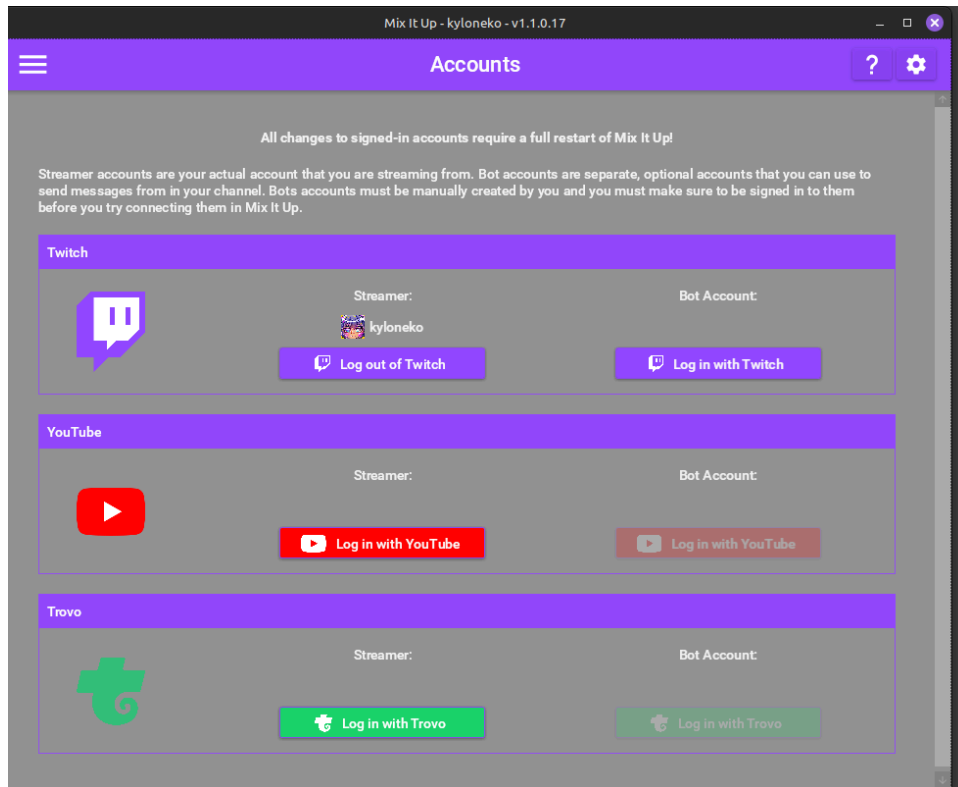 Mix It Up - kyloneko - v1.1.0.17
Accounts
?
All changes to signed-in accounts require a full restart of Mix It Up!
Streamer accounts are your actual account that you are streaming from. Bot accounts are separate, optional accounts that you can use to
send messages from in your channel. Bots accounts must be manually created by you and you must make sure to be signed in to them
before you try connecting them in Mix It Up.
Twitch
Streamer:
Bot Account:
kyloneko
Log out of Twitch
Log in with Twitch
YouTube
Streamer:
Bot Account:
Log in with YouTube
Log in with YouTube
Trovo
Streamer:
Bot Account:
Log in with Trovo
Log in with Trovo